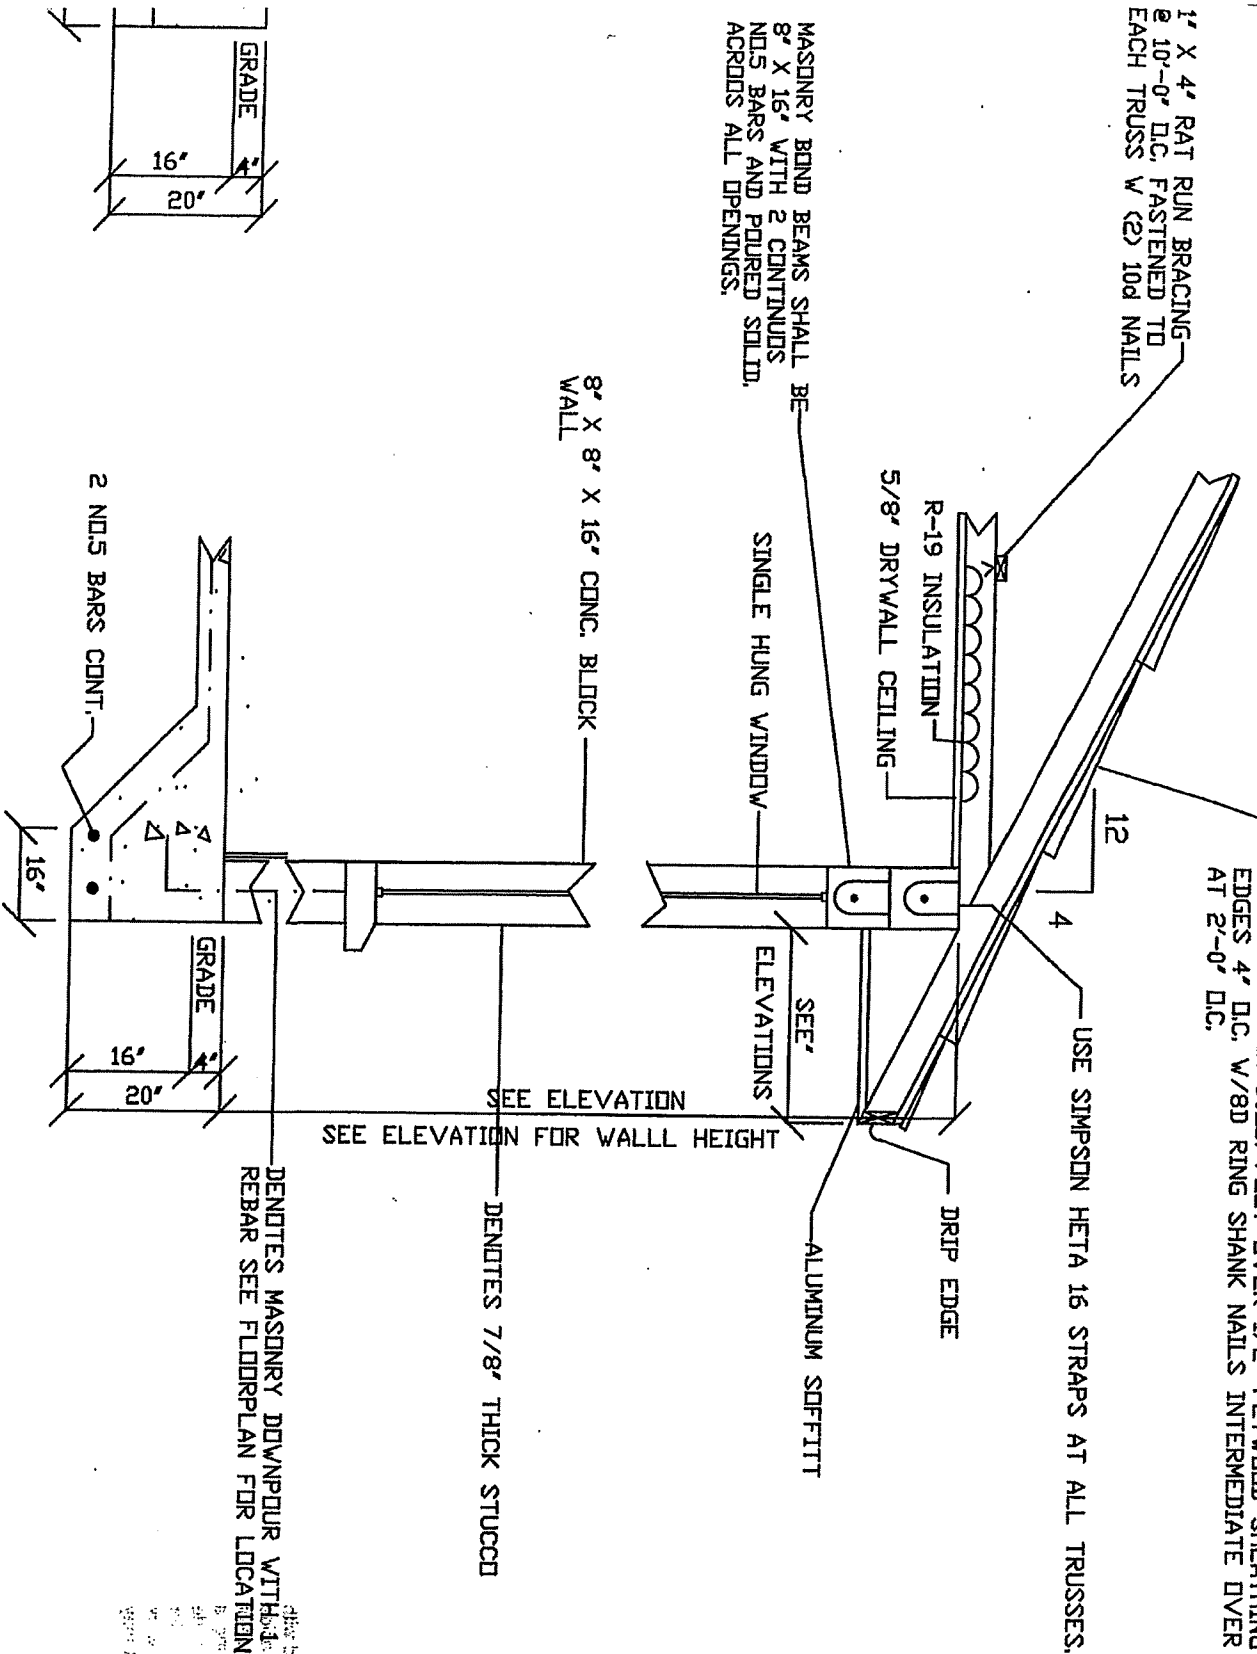 1" X 4" RAT RUN BRACING
@ 10'-0" O.C. FASTENED TO
EACH TRUSS W (2) 10d NAILS
EDGES 4" O.C. W/8D RING SHANK NAILS INTERMEDIATE OVER
AT 2'-0" O.C.
12
4
USE SIMPSON HETA 16 STRAPS AT ALL TRUSSES.
R-19 INSULATION
5/8" DRYWALL CEILING
DRIP EDGE
ALUMINUM SOFFITT
MASONRY BOND BEAMS SHALL BE
8" X 16" WITH 2 CONTINUOS
NO.5 BARS AND POURED SOLID.
ACROOS ALL OPENINGS.
SINGLE HUNG WINDOW
SEE"
ELEVATIONS
8" X 8" X 16" CONC. BLOCK
WALL
SEE ELEVATION
SEE ELEVATION FOR WALLL HEIGHT
DENOTES 7/8" THICK STUCCO
DENOTES MASONRY DOWNPOUR WITH 1
REBAR SEE FLOORPLAN FOR LOCATION
GRADE
4"
16"
20"
2 NO.5 BARS CONT.
16"
GRADE
4"
16"
20"